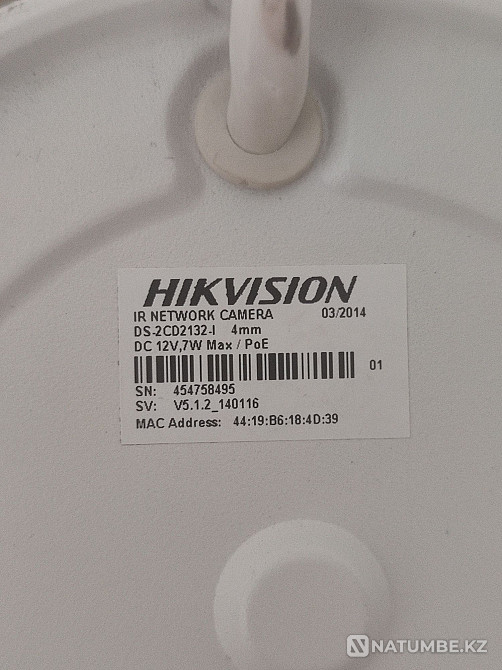 HIKVISION
IR NETWORK CAMERA 03/2014
DS-2CD2132-I 4mm
DC 12V,7W Max / PoE
01
SN: 454758495
SV: V5.1.2_140116
MAC Address: 44:19:B6:18:4D:39
NATUMBE.KZ